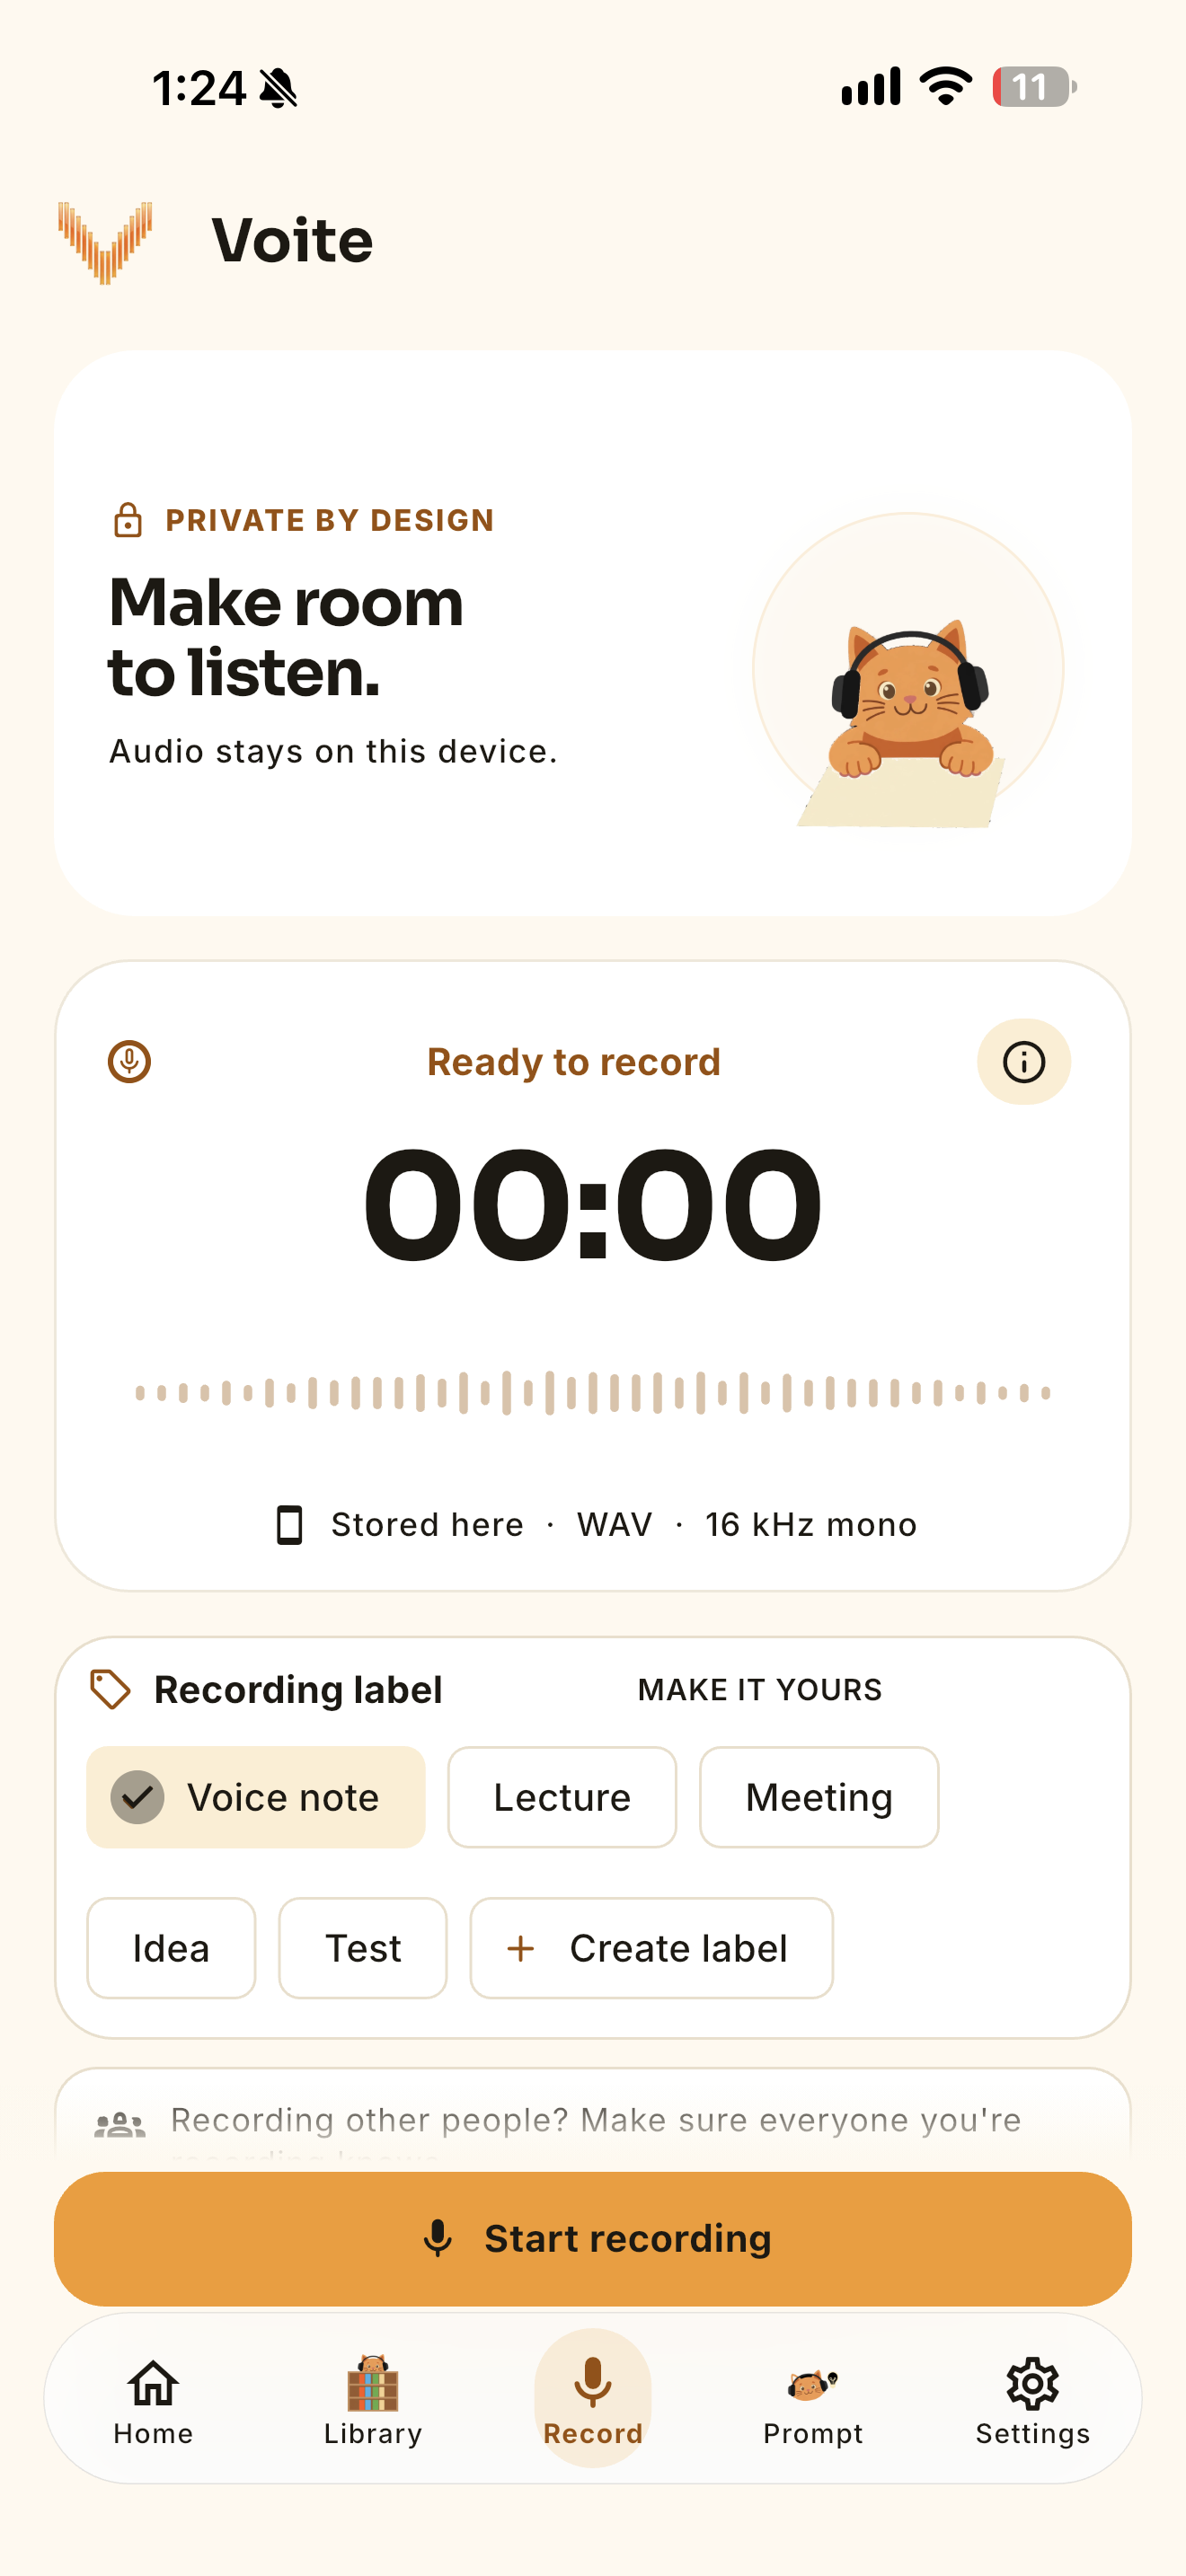 1:24
11
Voite
PRIVATE BY DESIGN
Make room
to listen.
Audio stays on this device.
Ready to record
00:00
Stored here · WAV · 16 kHz mono
Recording label
MAKE IT YOURS
Voice note
Lecture
Meeting
Idea
Test
+ Create label
Recording other people? Make sure everyone you're
Start recording
Home
Library
Record
Prompt
Settings